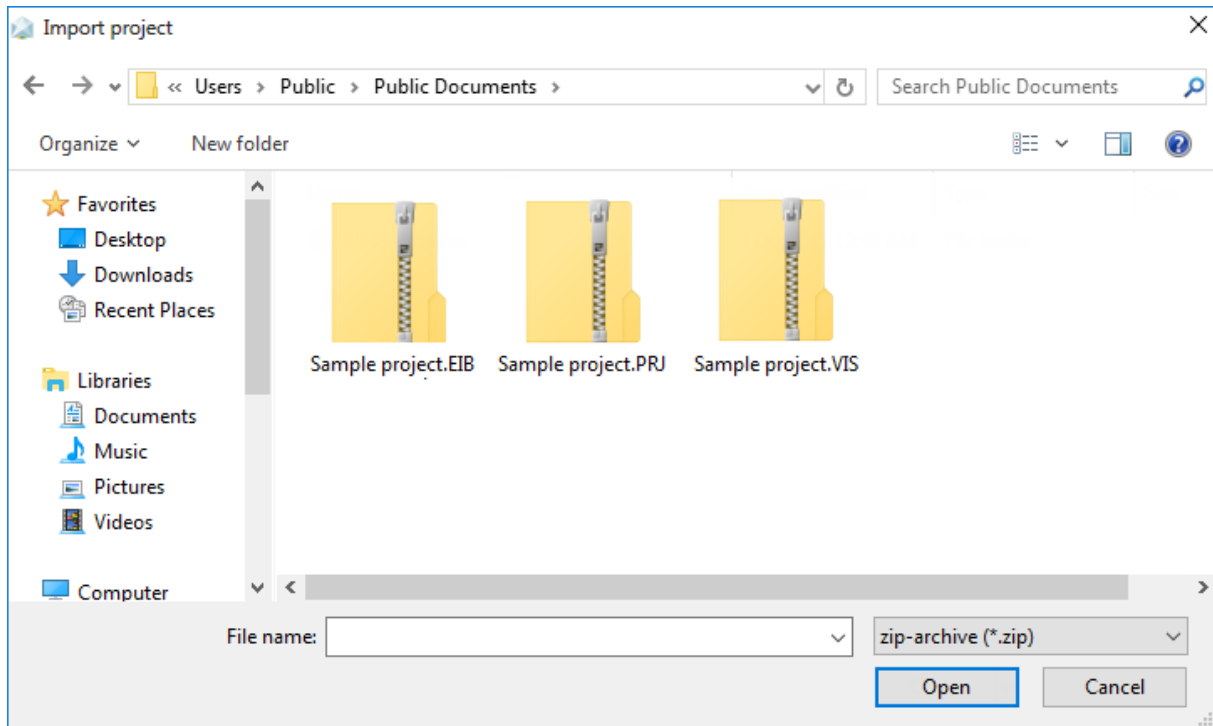 Import project
« Users > Public > Public Documents >
Search Public Documents
Organize
New folder
Favorites
Desktop
Downloads
Recent Places
Libraries
Documents
Music
Pictures
Videos
Computer
Sample project.EIB
Sample project.PRJ
Sample project.VIS
File name:
zip-archive (*.zip)
Open
Cancel